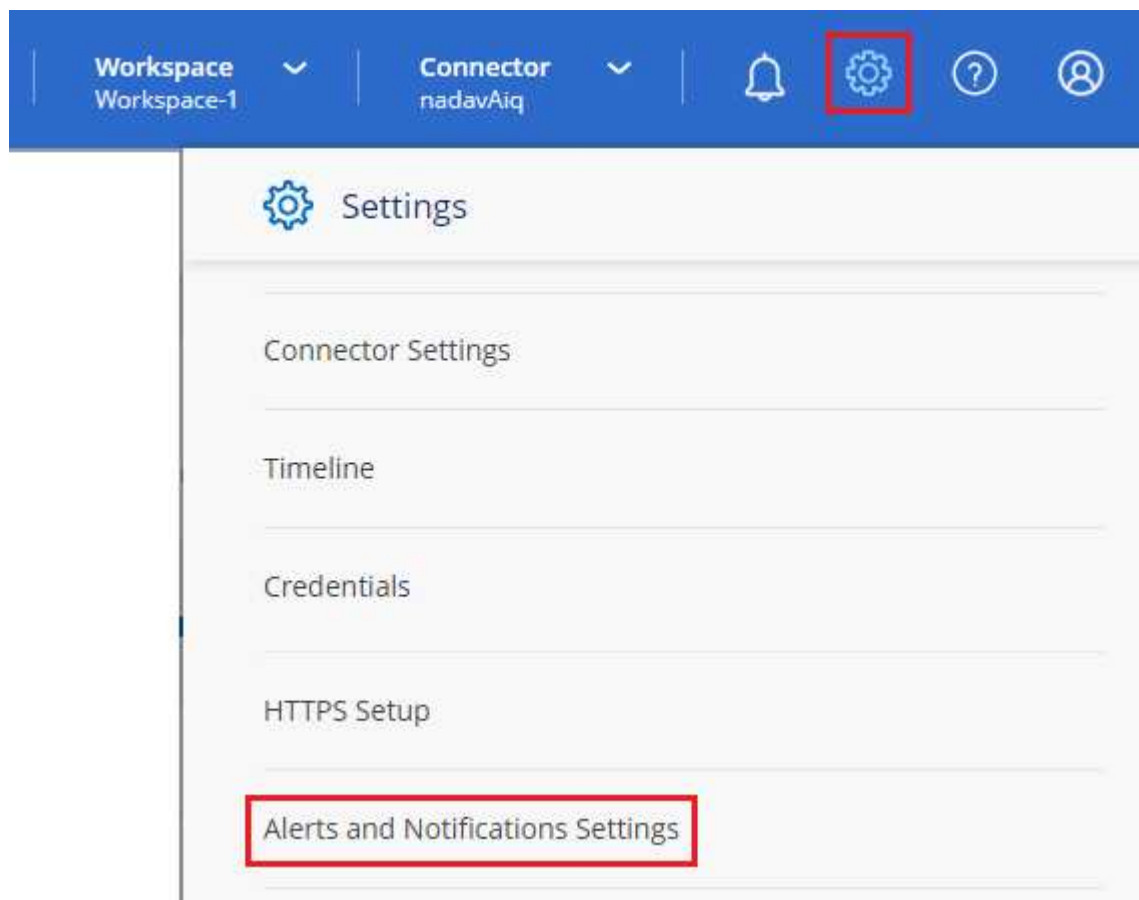 Workspace
Workspace-1
Connector
nadavAiq
Settings
Connector Settings
Timeline
Credentials
HTTPS Setup
Alerts and Notifications Settings